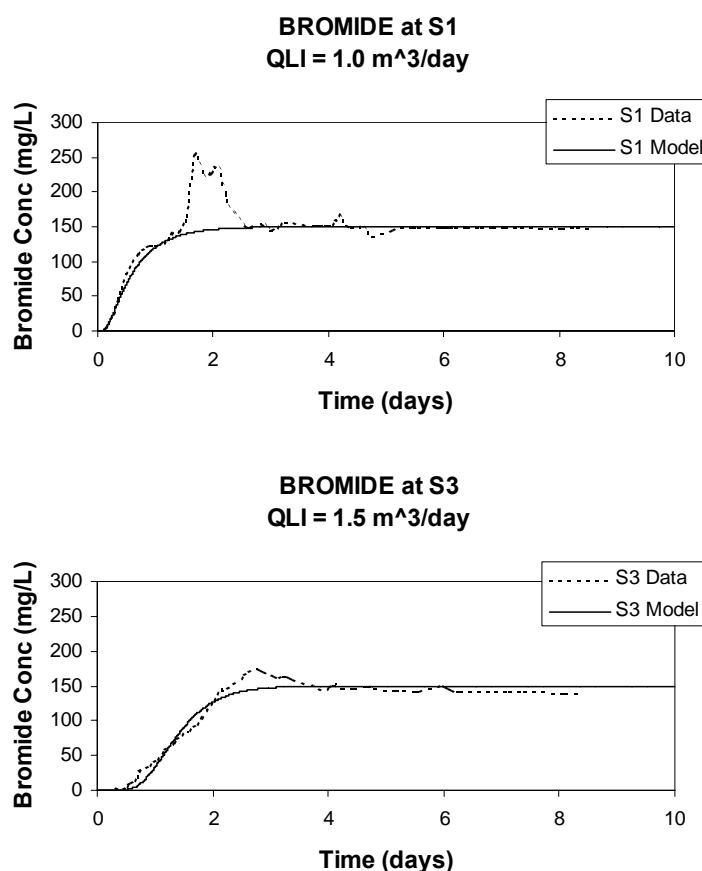 BROMIDE at S1
QLI = 1.0 m^3/day
S1 Data
S1 Model
Bromide Conc (mg/L)
300
250
200
150
100
50
0
0 2 4 6 8 10
Time (days)
BROMIDE at S3
QLI = 1.5 m^3/day
S3 Data
S3 Model
Bromide Conc (mg/L)
300
250
200
150
100
50
0
0 2 4 6 8 10
Time (days)